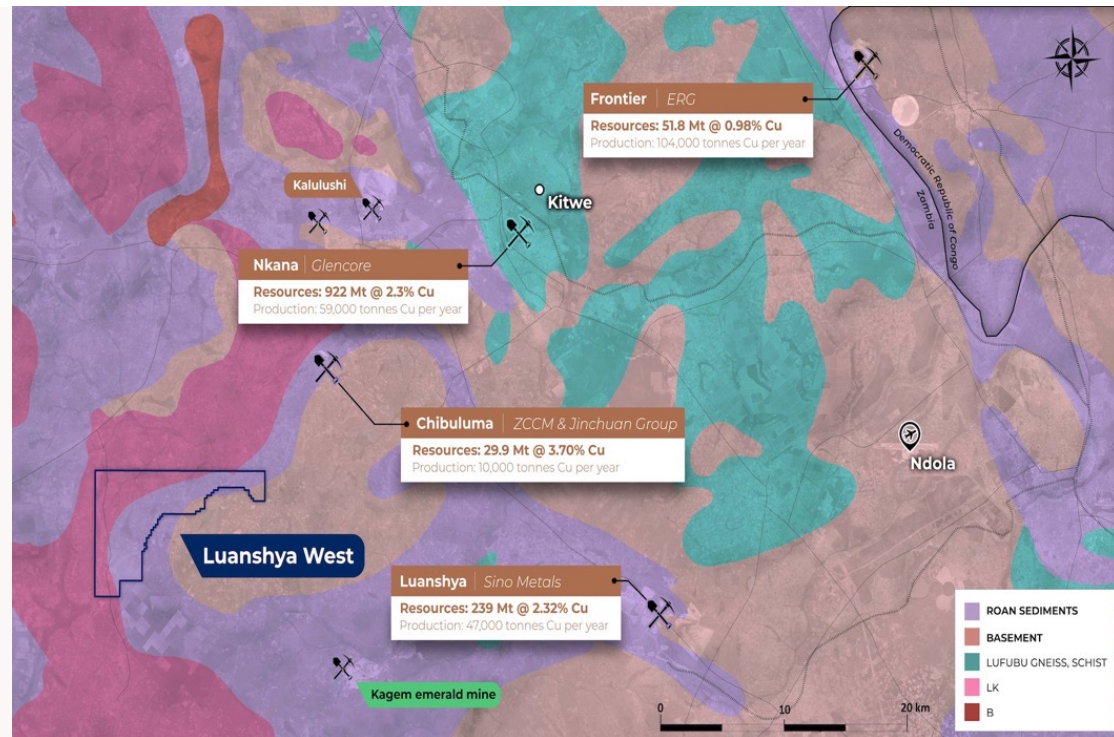 Frontier | ERG
Resources: 51.8 Mt @ 0.98% Cu
Production: 104,000 tonnes Cu per year
Democratic Republic of Congo
Zambia
Kalulushi
Kitwe
Nkana | Glencore
Resources: 922 Mt @ 2.3% Cu
Production: 59,000 tonnes Cu per year
Chibuluma | ZCCM & Jinchuan Group
Resources: 29.9 Mt @ 3.70% Cu
Production: 10,000 tonnes Cu per year
Ndola
Luanshya West
Luanshya | Sino Metals
Resources: 239 Mt @ 2.32% Cu
Production: 47,000 tonnes Cu per year
Kagem emerald mine
ROAN SEDIMENTS
BASEMENT
LUFUBU GNEISS, SCHIST
LK
B
0 10 20 km